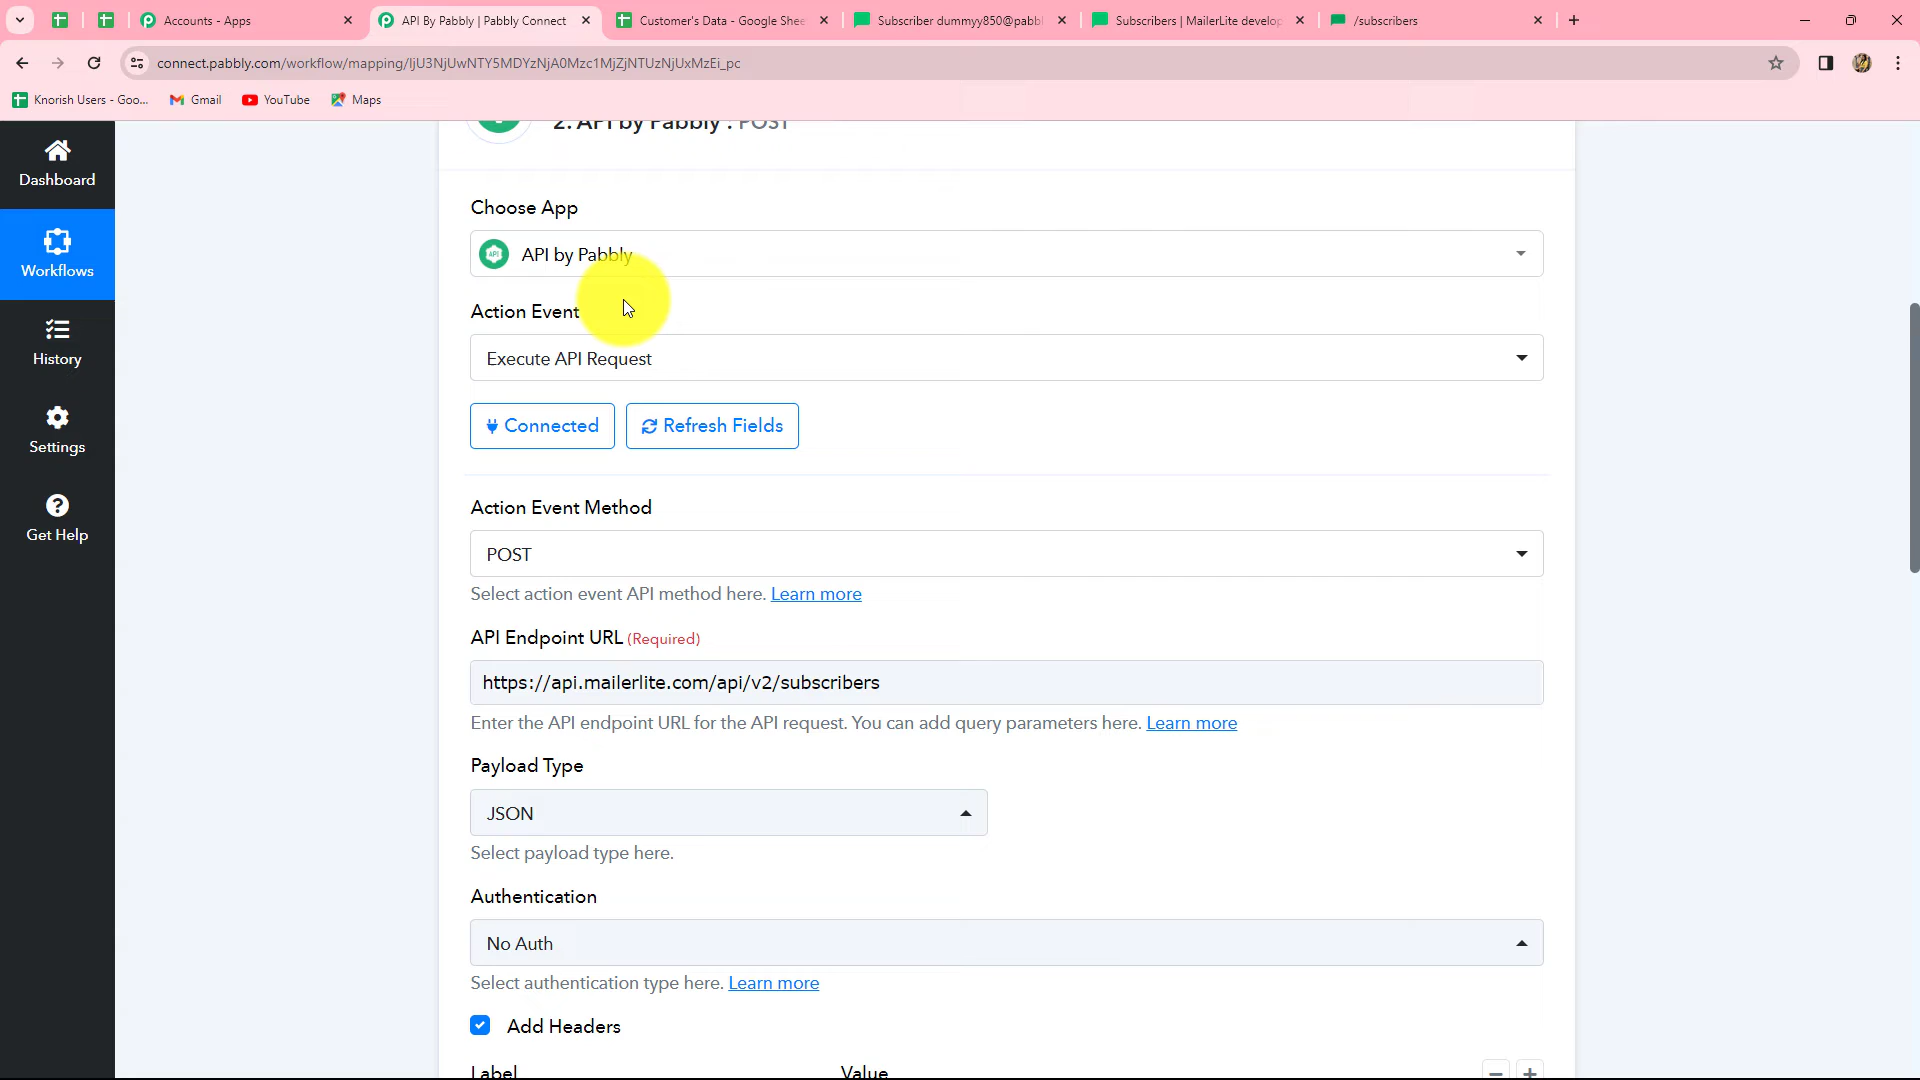 Accounts - Apps
API By Pabbly | Pabbly Connect
Customer's Data - Google Shee
Subscriber dummyy850@pabbl
Subscribers | MailerLite develop
/subscribers
connect.pabbly.com/workflow/mapping/IjU3NjUwNTY5MDYzNjA0Mzc1MjZjNTUzNjUxMzEi_pc
Knorish Users - Goo...
Gmail
YouTube
Maps
2. API by Pabbly : POST
Dashboard
Workflows
History
Settings
Get Help
Choose App
API by Pabbly
Action Event
Execute API Request
Connected
Refresh Fields
Action Event Method
POST
Select action event API method here. Learn more
API Endpoint URL (Required)
https://api.mailerlite.com/api/v2/subscribers
Enter the API endpoint URL for the API request. You can add query parameters here. Learn more
Payload Type
JSON
Select payload type here.
Authentication
No Auth
Select authentication type here. Learn more
Add Headers
Label
Value